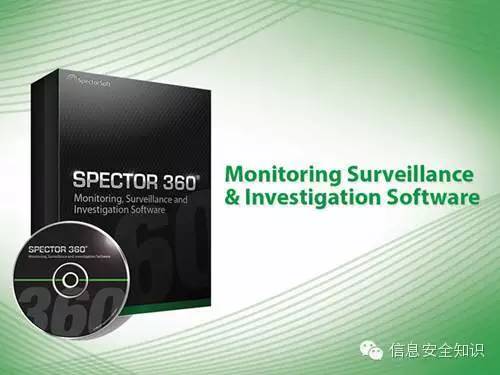 SpectorSoft
SPECTOR 360®
Monitoring, Surveillance and
Investigation Software
Monitoring Surveillance
& Investigation Software
SPECTOR 360®
Monitoring, Surveillance and Investigation Software
360
信息安全知识